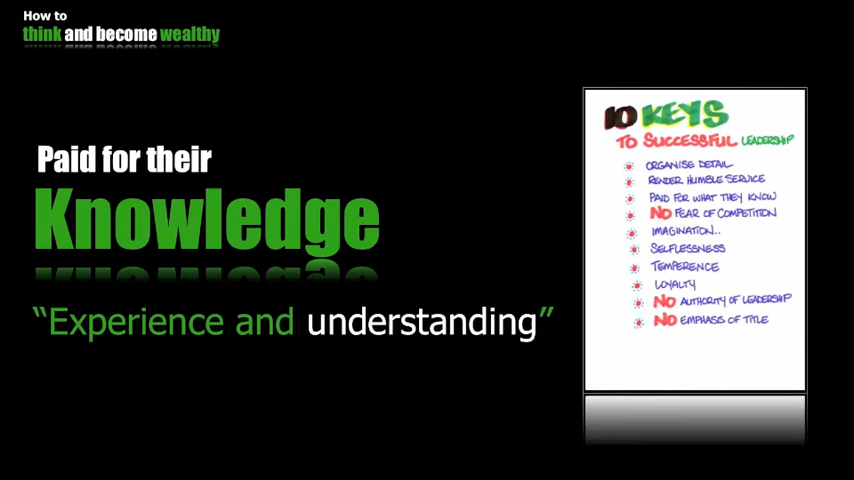 How to
think and become wealthy
Paid for their
Knowledge
“Experience and understanding”
10 KEYS
TO SUCCESSFUL LEADERSHIP
ORGANISE DETAIL
RENDER HUMBLE SERVICE
PAID FOR WHAT THEY KNOW
NO FEAR OF COMPETITION
IMAGINATION..
SELFLESSNESS
TEMPERENCE
LOYALTY
NO AUTHORITY OF LEADERSHIP
NO EMPHASIS OF TITLE